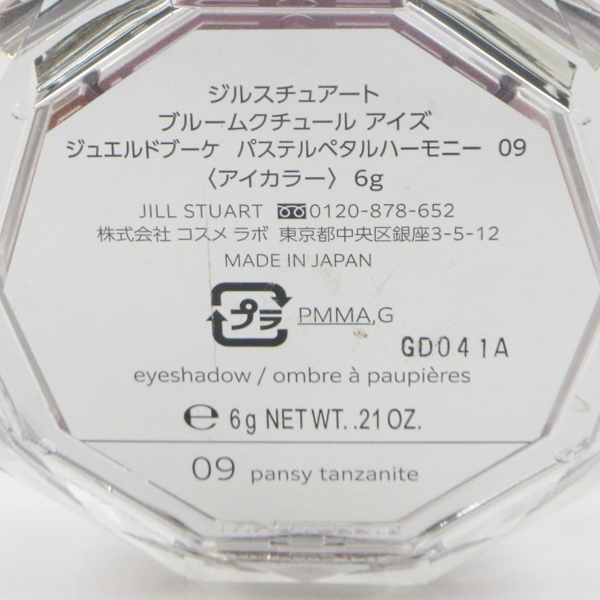 ジルスチュアート
ブルームクチュール アイズ
ジュエルドブーケ パステルペタルハーモニー 09
〈アイカラー〉 6g
JILL STUART 0120-878-652
株式会社 コスメ ラボ 東京都中央区銀座3-5-12
MADE IN JAPAN
プラ PMMA,G
GD041A
eyeshadow / ombre à paupières
℮ 6g NET WT. .21 OZ.
09 pansy tanzanite